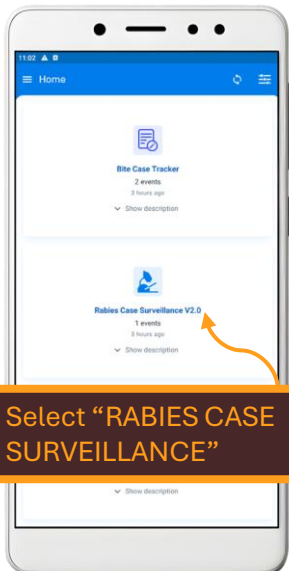 11:02
Home
Bite Case Tracker
2 events
3 hours ago
Show description
Rabies Case Surveillance V2.0
1 events
3 hours ago
Show description
Select “RABIES CASE
SURVEILLANCE”
Show description